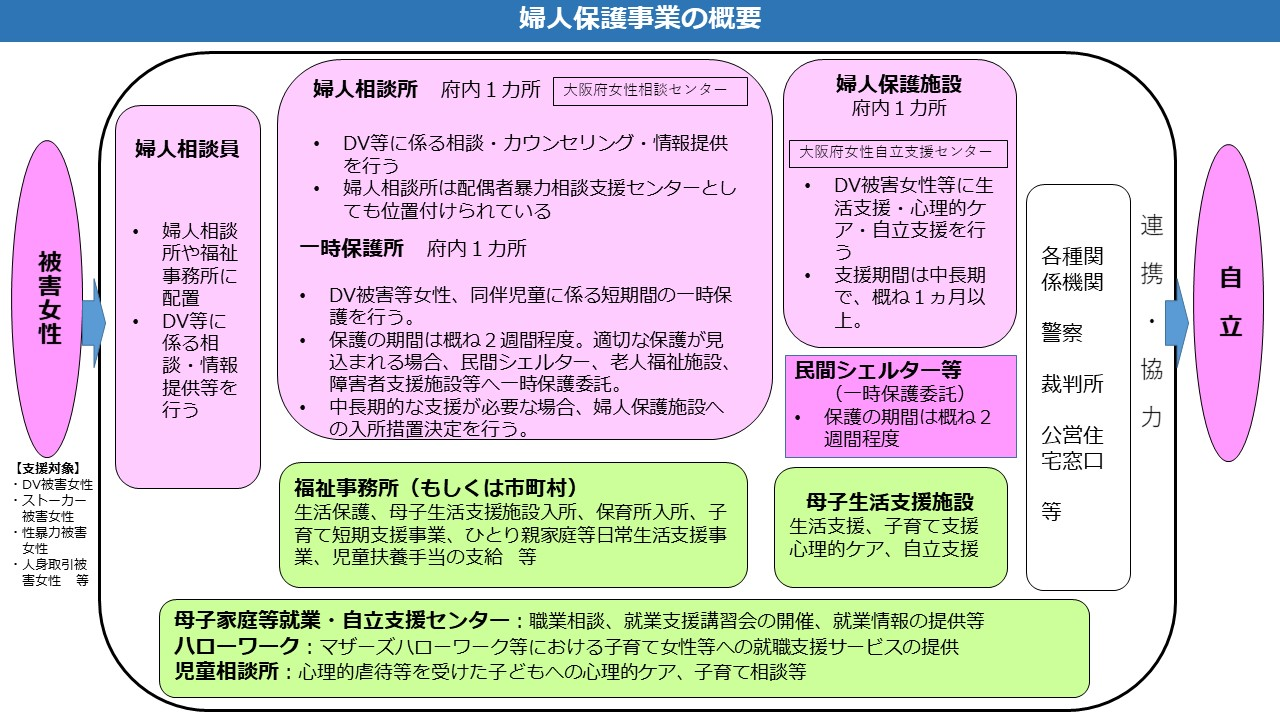 婦人保護事業の概要
被害女性
【支援対象】
・DV被害女性
・ストーカー
被害女性
・性暴力被害
女性
・人身取引被
害女性　等
婦人相談員
• 婦人相談
所や福祉
事務所に
配置
• DV等に
係る相
談・情報
提供等を
行う
婦人相談所　府内１カ所　大阪府女性相談センター
• DV等に係る相談・カウンセリング・情報提供
を行う
• 婦人相談所は配偶者暴力相談支援センターとし
ても位置付けられている
一時保護所　府内１カ所
• DV被害等女性、同伴児童に係る短期間の一時保
護を行う。
• 保護の期間は概ね２週間程度。適切な保護が見
込まれる場合、民間シェルター、老人福祉施設、
障害者支援施設等へ一時保護委託。
• 中長期的な支援が必要な場合、婦人保護施設へ
の入所措置決定を行う。
婦人保護施設
府内１カ所
大阪府女性自立支援センター
• DV被害女性等に生
活支援・心理的ケ
ア・自立支援を行
う
• 支援期間は中長期
で、概ね１ヵ月以
上。
民間シェルター等
（一時保護委託）
• 保護の期間は概ね２
週間程度
福祉事務所（もしくは市町村）
生活保護、母子生活支援施設入所、保育所入所、子
育て短期支援事業、ひとり親家庭等日常生活支援事
業、児童扶養手当の支給　等
母子生活支援施設
生活支援、子育て支援
心理的ケア、自立支援
各種関
係機関
警察
裁判所
公営住
宅窓口
等
連携・協力
自立
母子家庭等就業・自立支援センター：職業相談、就業支援講習会の開催、就業情報の提供等
ハローワーク：マザーズハローワーク等における子育て女性等への就職支援サービスの提供
児童相談所：心理的虐待等を受けた子どもへの心理的ケア、子育て相談等